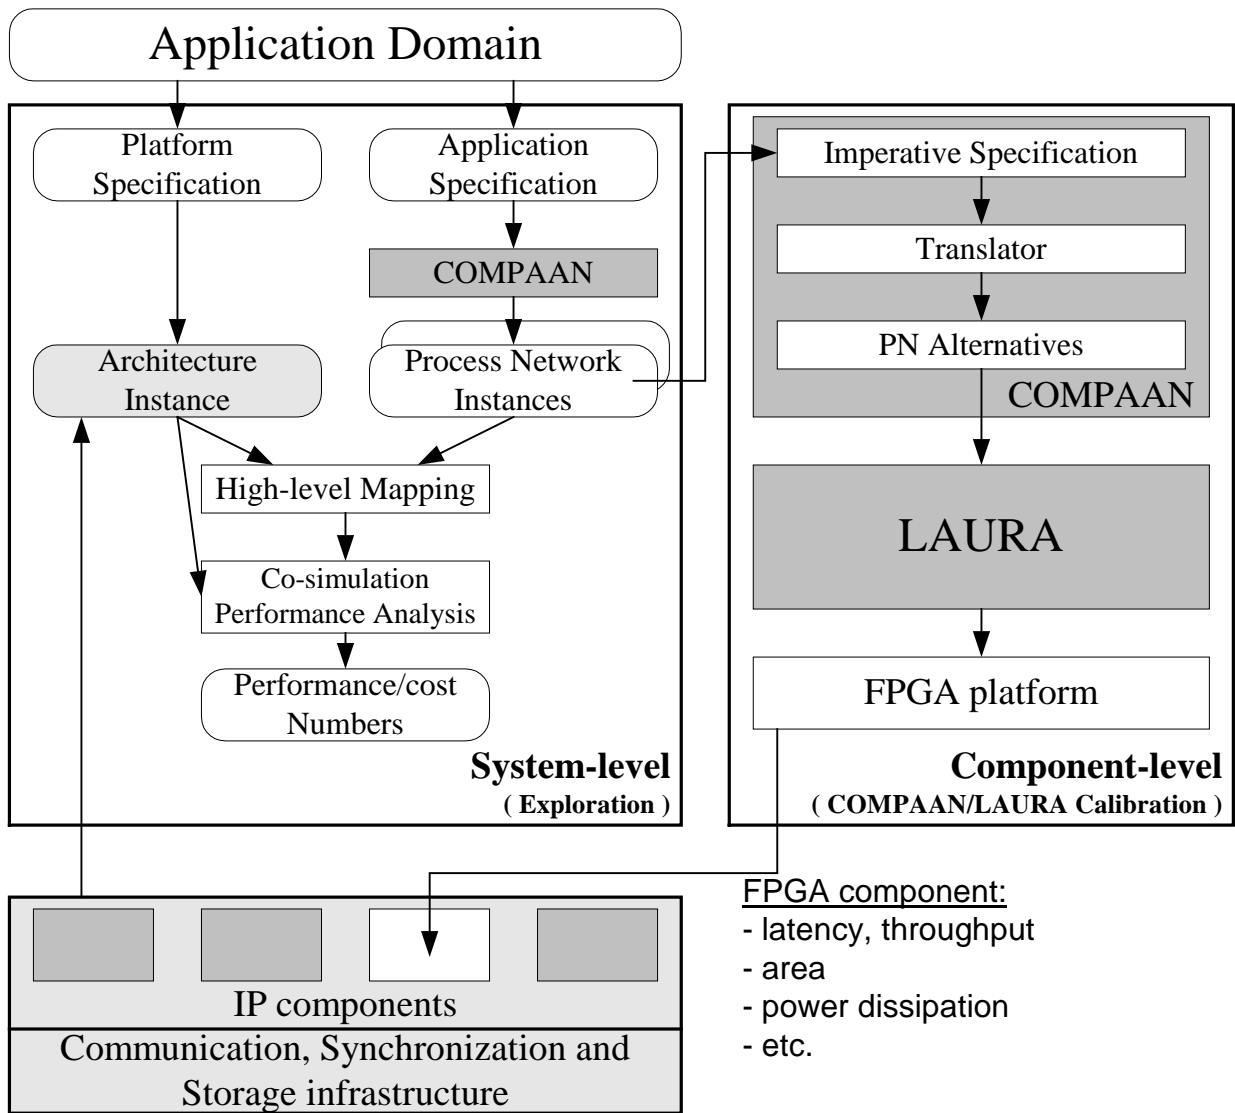 Application Domain
Platform
Specification
Application
Specification
COMPAAN
Architecture
Instance
Process Network
Instances
High-level Mapping
Co-simulation
Performance Analysis
Performance/cost
Numbers
System-level
( Exploration )
Imperative Specification
Translator
PN Alternatives
COMPAAN
LAURA
FPGA platform
Component-level
( COMPAAN/LAURA Calibration )
IP components
Communication, Synchronization and
Storage infrastructure
FPGA component:
- latency, throughput
- area
- power dissipation
- etc.